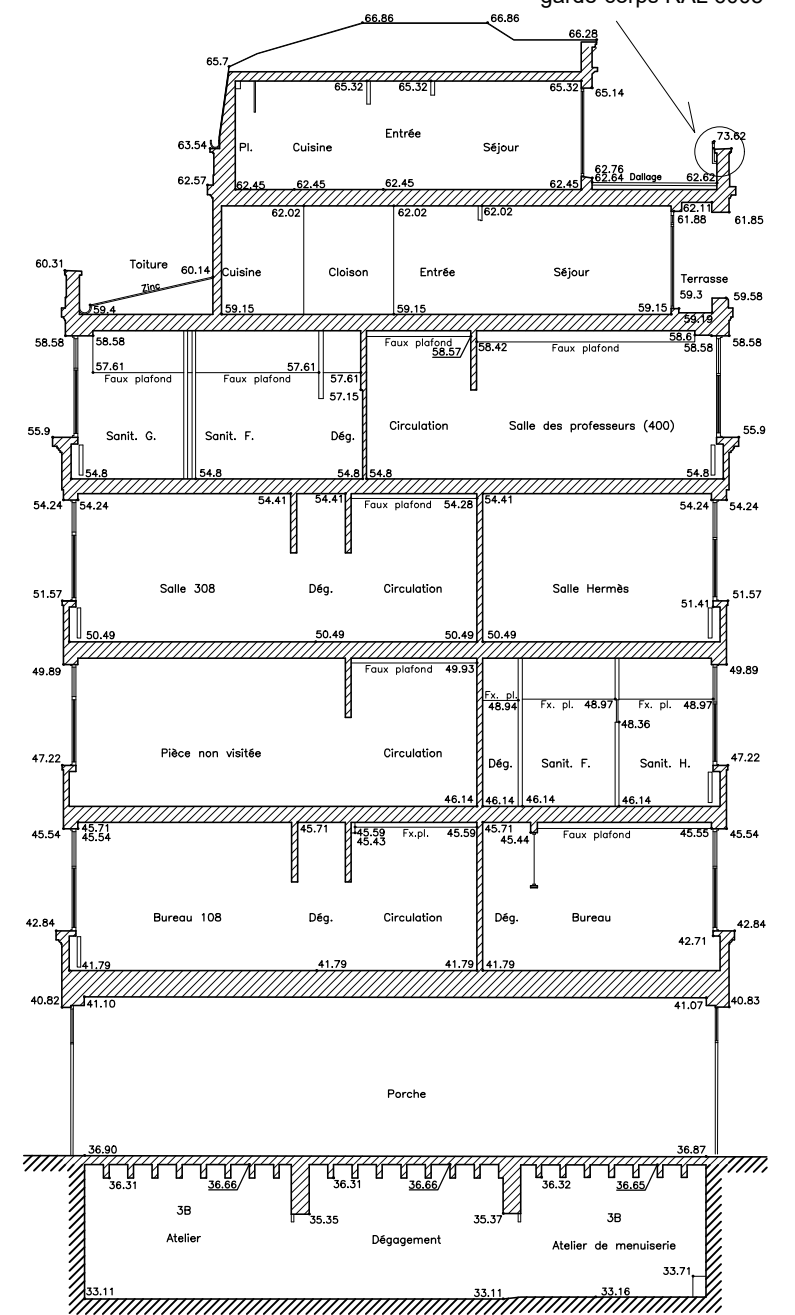 66.86 66.86
66.28
65.7
65.32 65.32 65.32 65.14
73.62
63.54 Pl. Cuisine Entrée Séjour
62.76
62.64 Dallage 62.62
62.57 62.45 62.45 62.45 62.45
62.02 62.02 62.02 62.11
61.88 61.85
60.31 Toiture 60.14 Cuisine Cloison Entrée Séjour Terrasse
Zinc
59.4 59.15 59.15 59.15 59.3 59.58
59.19
58.58 58.58 Faux plafond 58.57 58.42 Faux plafond 58.6 58.58 58.58
57.61 57.61 57.61
Faux plafond Faux plafond
57.15
55.9 Sanit. G. Sanit. F. Dég. Circulation Salle des professeurs (400) 55.9
54.8 54.8 54.8 54.8 54.8
54.24 54.24 54.41 54.41 Faux plafond 54.28 54.41 54.24 54.24
51.57 Salle 308 Dég. Circulation Salle Hermès 51.41 51.57
50.49 50.49 50.49 50.49
49.89 Faux plafond 49.93 49.89
Fx. pl. 48.94 Fx. pl. 48.97 Fx. pl. 48.97
48.36
47.22 Pièce non visitée Circulation Dég. Sanit. F. Sanit. H. 47.22
46.14 46.14 46.14 46.14
45.54 45.71 45.71 45.59 Fx.pl. 45.59 45.71 Faux plafond 45.55 45.54
45.54 45.43 45.44
42.84 Bureau 108 Dég. Circulation Dég. Bureau 42.84
42.71
41.79 41.79 41.79 41.79
40.82 41.10 41.07 40.83
Porche
36.90 36.87
36.31 36.66 36.31 36.66 36.32 36.65
35.35 35.37
3B 3B
Atelier Dégagement Atelier de menuiserie
33.71
33.11 33.11 33.16